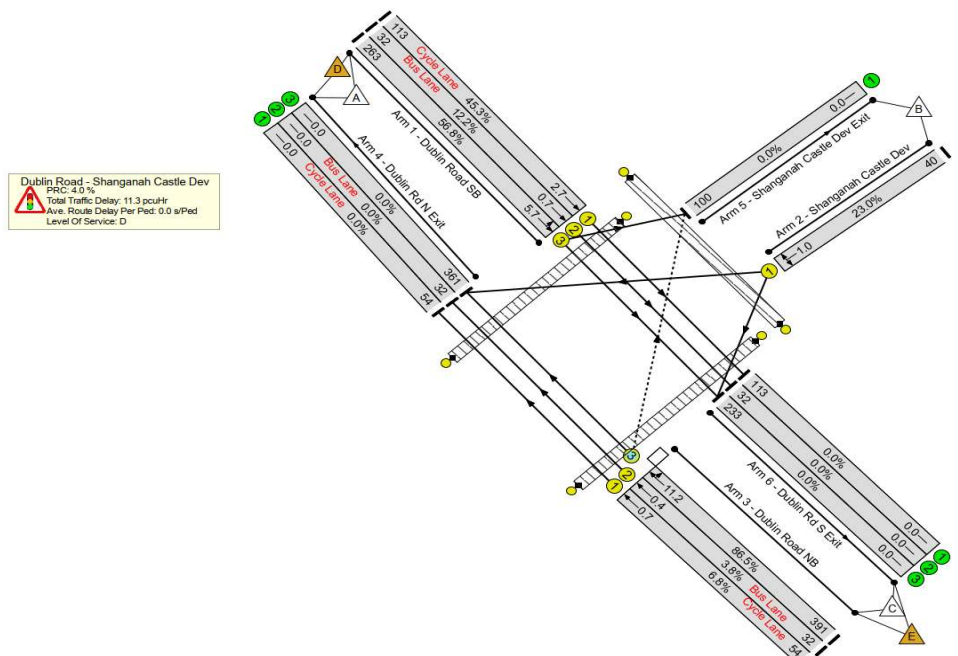 Dublin Road - Shanganah Castle Dev
PRC: 4.0 %
Total Traffic Delay: 11.3 pcuHr
Ave. Route Delay Per Ped: 0.0 s/Ped
Level Of Service: D
D
A
113
Cycle Lane
45.3%
2.7
1
32
Bus Lane
12.2%
0.7
2
263
56.8%
5.7
3
Arm 1 - Dublin Road SB
1
2
3
0.0
0.0%
361
0.0
Bus Lane
0.0%
32
0.0
Cycle Lane
0.0%
54
Arm 4 - Dublin Rd N Exit
1
0.0
0.0%
100
Arm 5 - Shanganah Castle Dev Exit
B
Arm 2 - Shanganah Castle Dev
40
23.0%
1.0
1
113
0.0%
0.0
1
32
0.0%
0.0
2
233
0.0%
0.0
3
Arm 6 - Dublin Rd S Exit
Arm 3 - Dublin Road NB
3
2
1
11.2
86.5%
391
0.4
3.8%
Bus Lane
32
0.7
6.8%
Cycle Lane
54
C
E